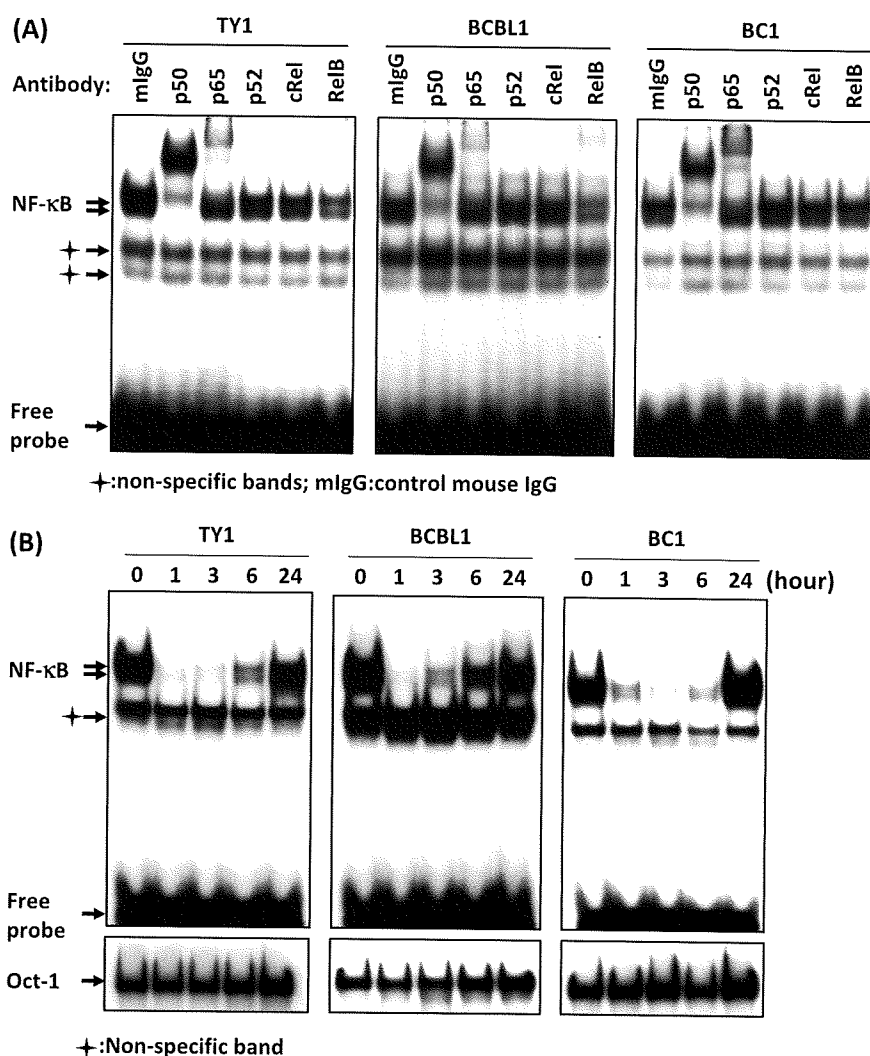 (A)
TY1 BCBL1 BC1
Antibody: mIgG p50 p65 p52 cRel RelB mIgG p50 p65 p52 cRel RelB mIgG p50 p65 p52 cRel RelB
NF-κB
Free
probe
:non-specific bands; mIgG:control mouse IgG
(B)
TY1 BCBL1 BC1
0 1 3 6 24 0 1 3 6 24 0 1 3 6 24 (hour)
NF-κB
Free
probe
Oct-1
:Non-specific band